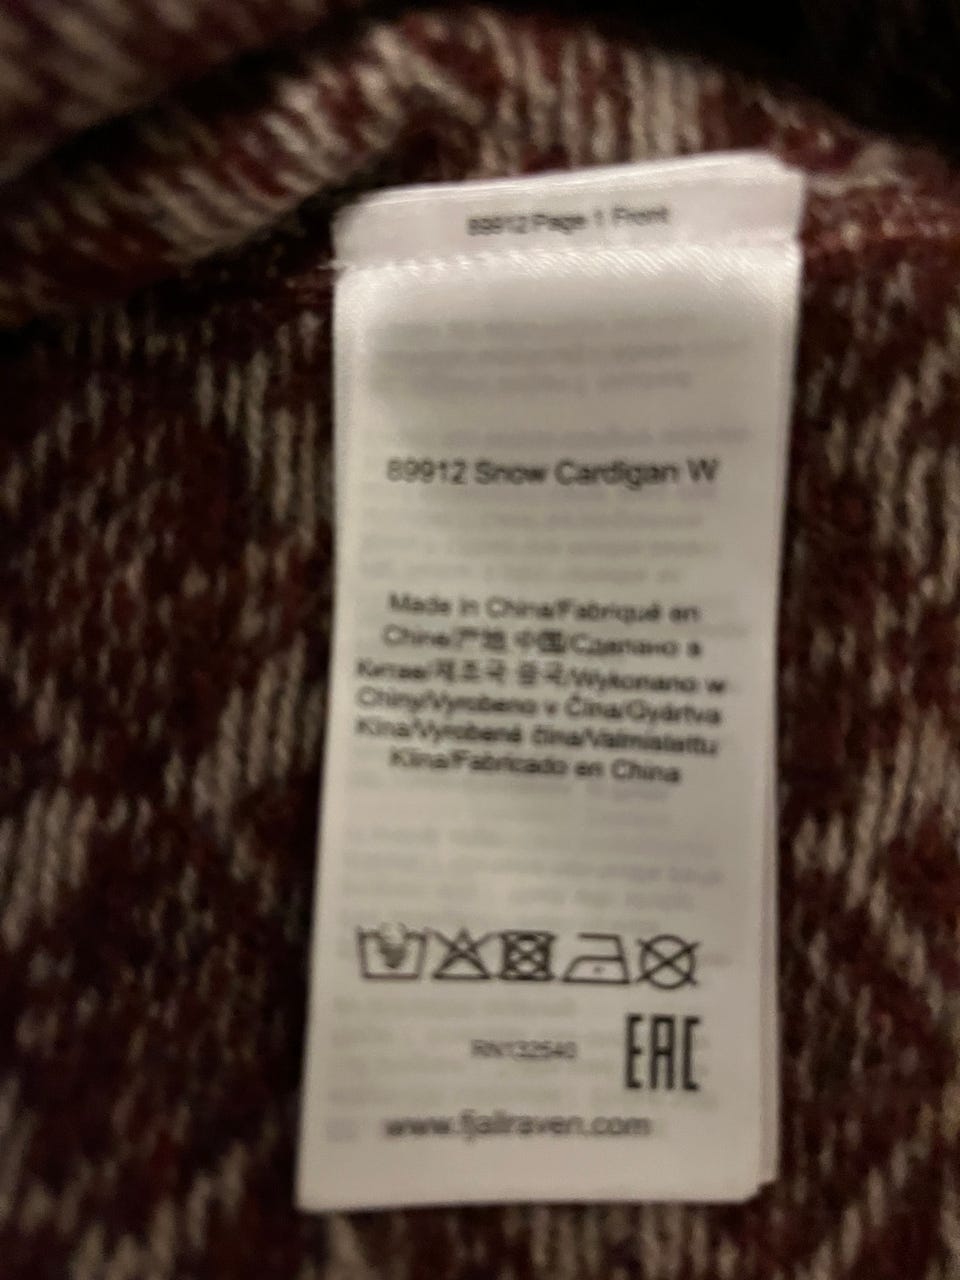 89912 Page 1 Front
89912 Snow Cardigan W
Made in China/Fabriqué en
Chine/产地 中国/Сделано в
Китае/제조국 중국/Wykonano w
Chiny/Vyrobeno v Čína/Gyártva
Kína/Vyrobené čína/Valmistettu
Kiina/Fabricado en China
RN132540
EAC
www.fjallraven.com